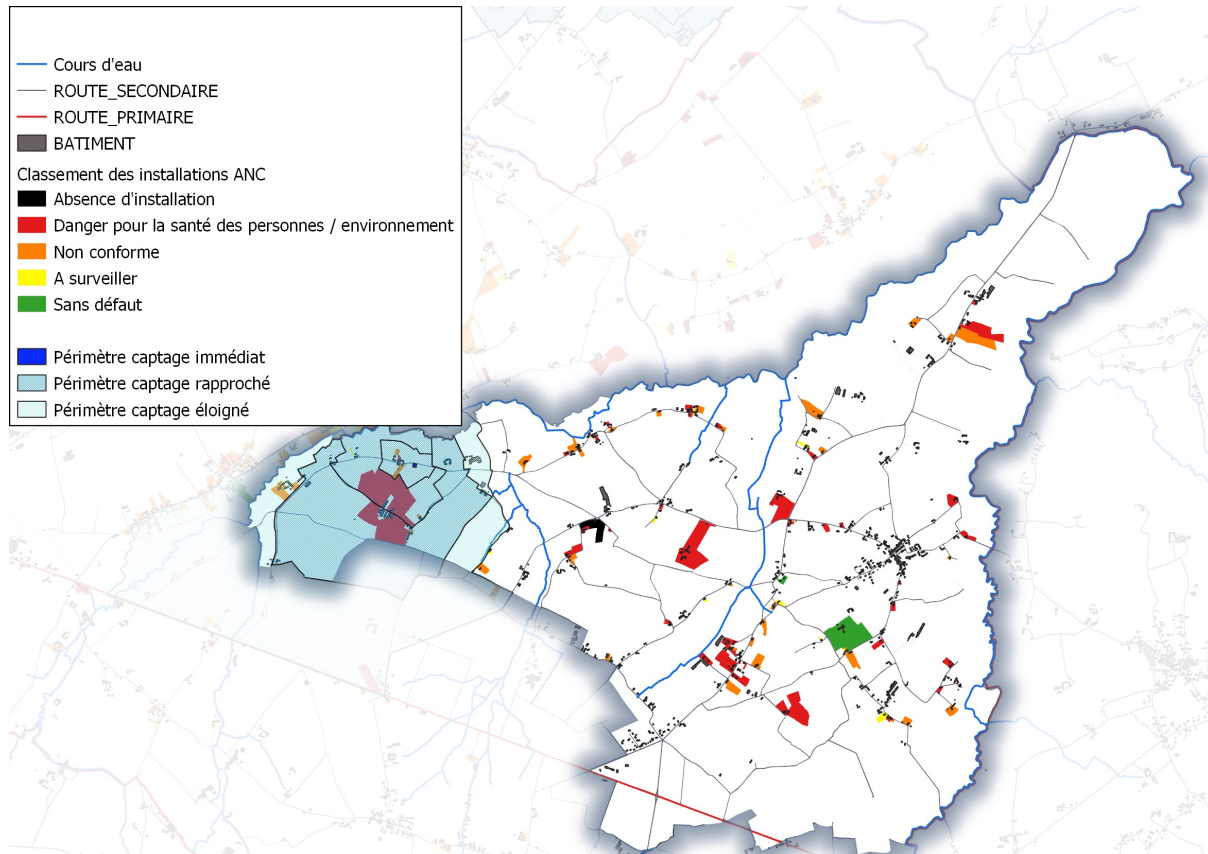 Cours d'eau
ROUTE_SECONDAIRE
ROUTE_PRIMAIRE
BATIMENT
Classement des installations ANC
Absence d'installation
Danger pour la santé des personnes / environnement
Non conforme
A surveiller
Sans défaut
Périmètre captage immédiat
Périmètre captage rapproché
Périmètre captage éloigné